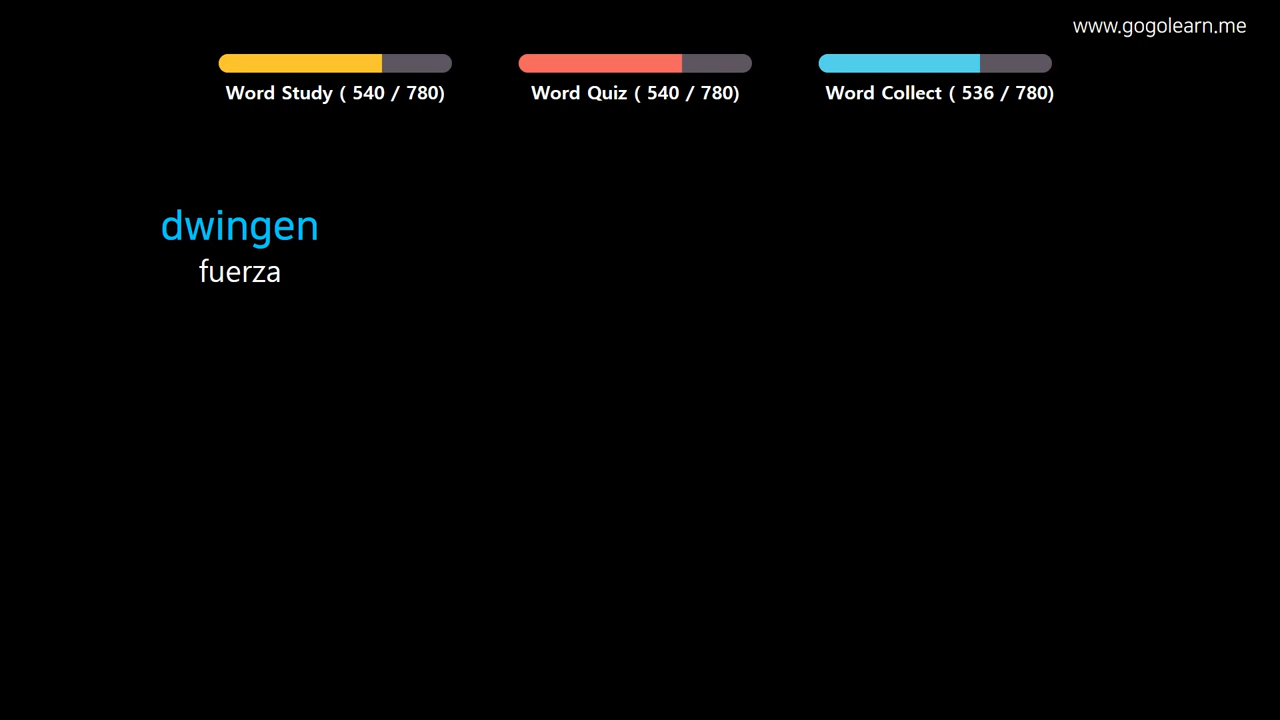 www.gogolearn.me
Word Study ( 540 / 780)
Word Quiz ( 540 / 780)
Word Collect ( 536 / 780)
dwingen
fuerza